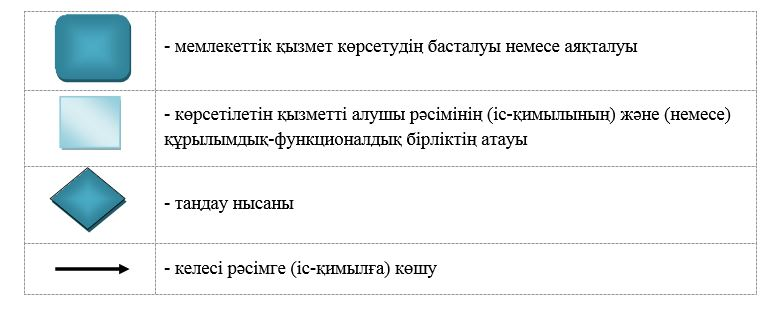 - мемлекеттік қызмет көрсетудің басталуы немесе аяқталуы
- көрсетілетін қызметті алушы рәсімінің (іс-қимылының) және (немесе)
құрылымдық-функционалдық бірліктің атауы
- таңдау нысаны
- келесі рәсімге (іс-қимылға) көшу